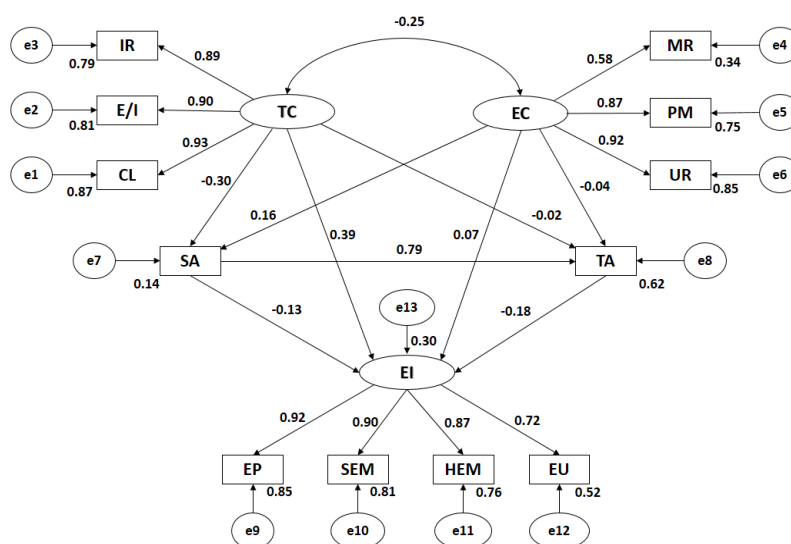 -0.25
e3
IR
MR
e4
0.79
0.89
0.58
0.34
e2
E/I
0.90
TC
EC
0.87
PM
e5
0.81
0.75
0.93
0.92
e1
CL
UR
e6
0.87
0.85
-0.30
-0.04
0.16
0.39
0.07
-0.02
e7
SA
0.79
TA
e8
0.14
0.62
-0.13
e13
-0.18
0.30
EI
0.92
0.90
0.87
0.72
EP
SEM
HEM
EU
0.85
0.81
0.76
0.52
e9
e10
e11
e12